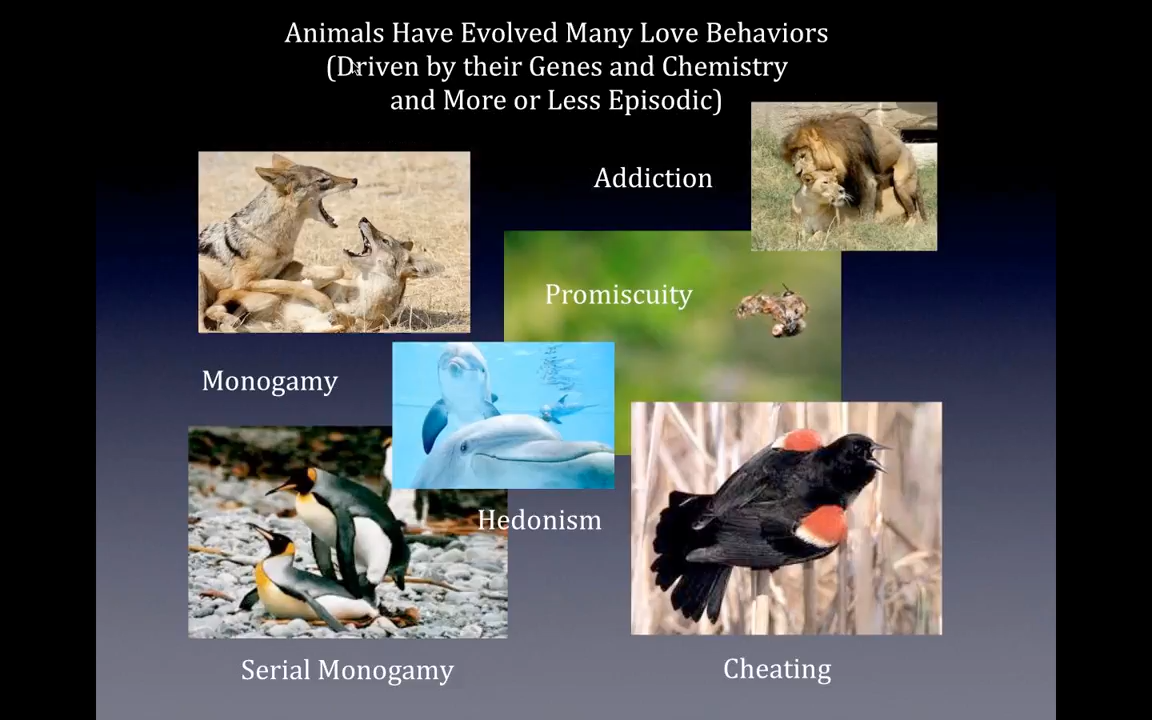 Animals Have Evolved Many Love Behaviors
(Driven by their Genes and Chemistry
and More or Less Episodic)
Addiction
Promiscuity
Monogamy
Hedonism
Serial Monogamy
Cheating